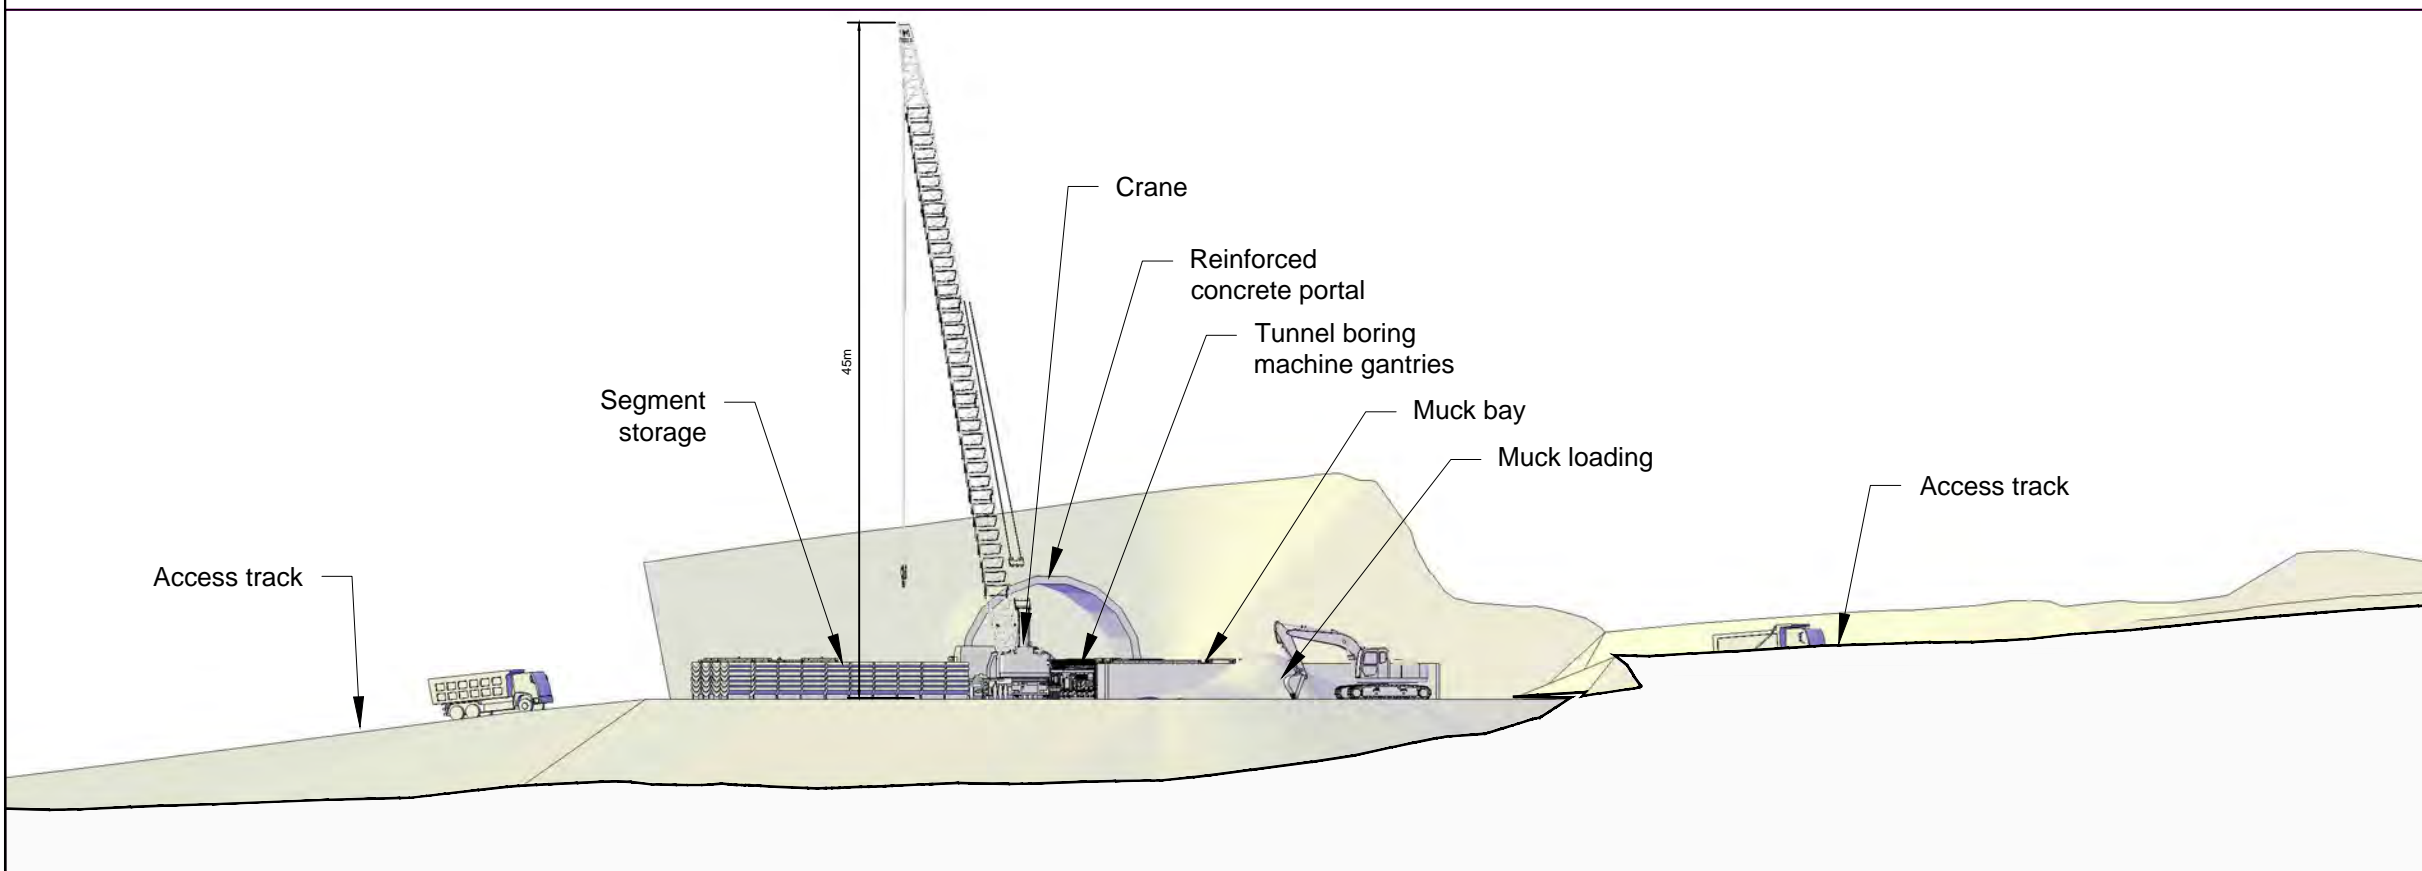 Crane
Reinforced
concrete portal
Tunnel boring
machine gantries
45m
Segment
storage
Muck bay
Muck loading
Access track
Access track